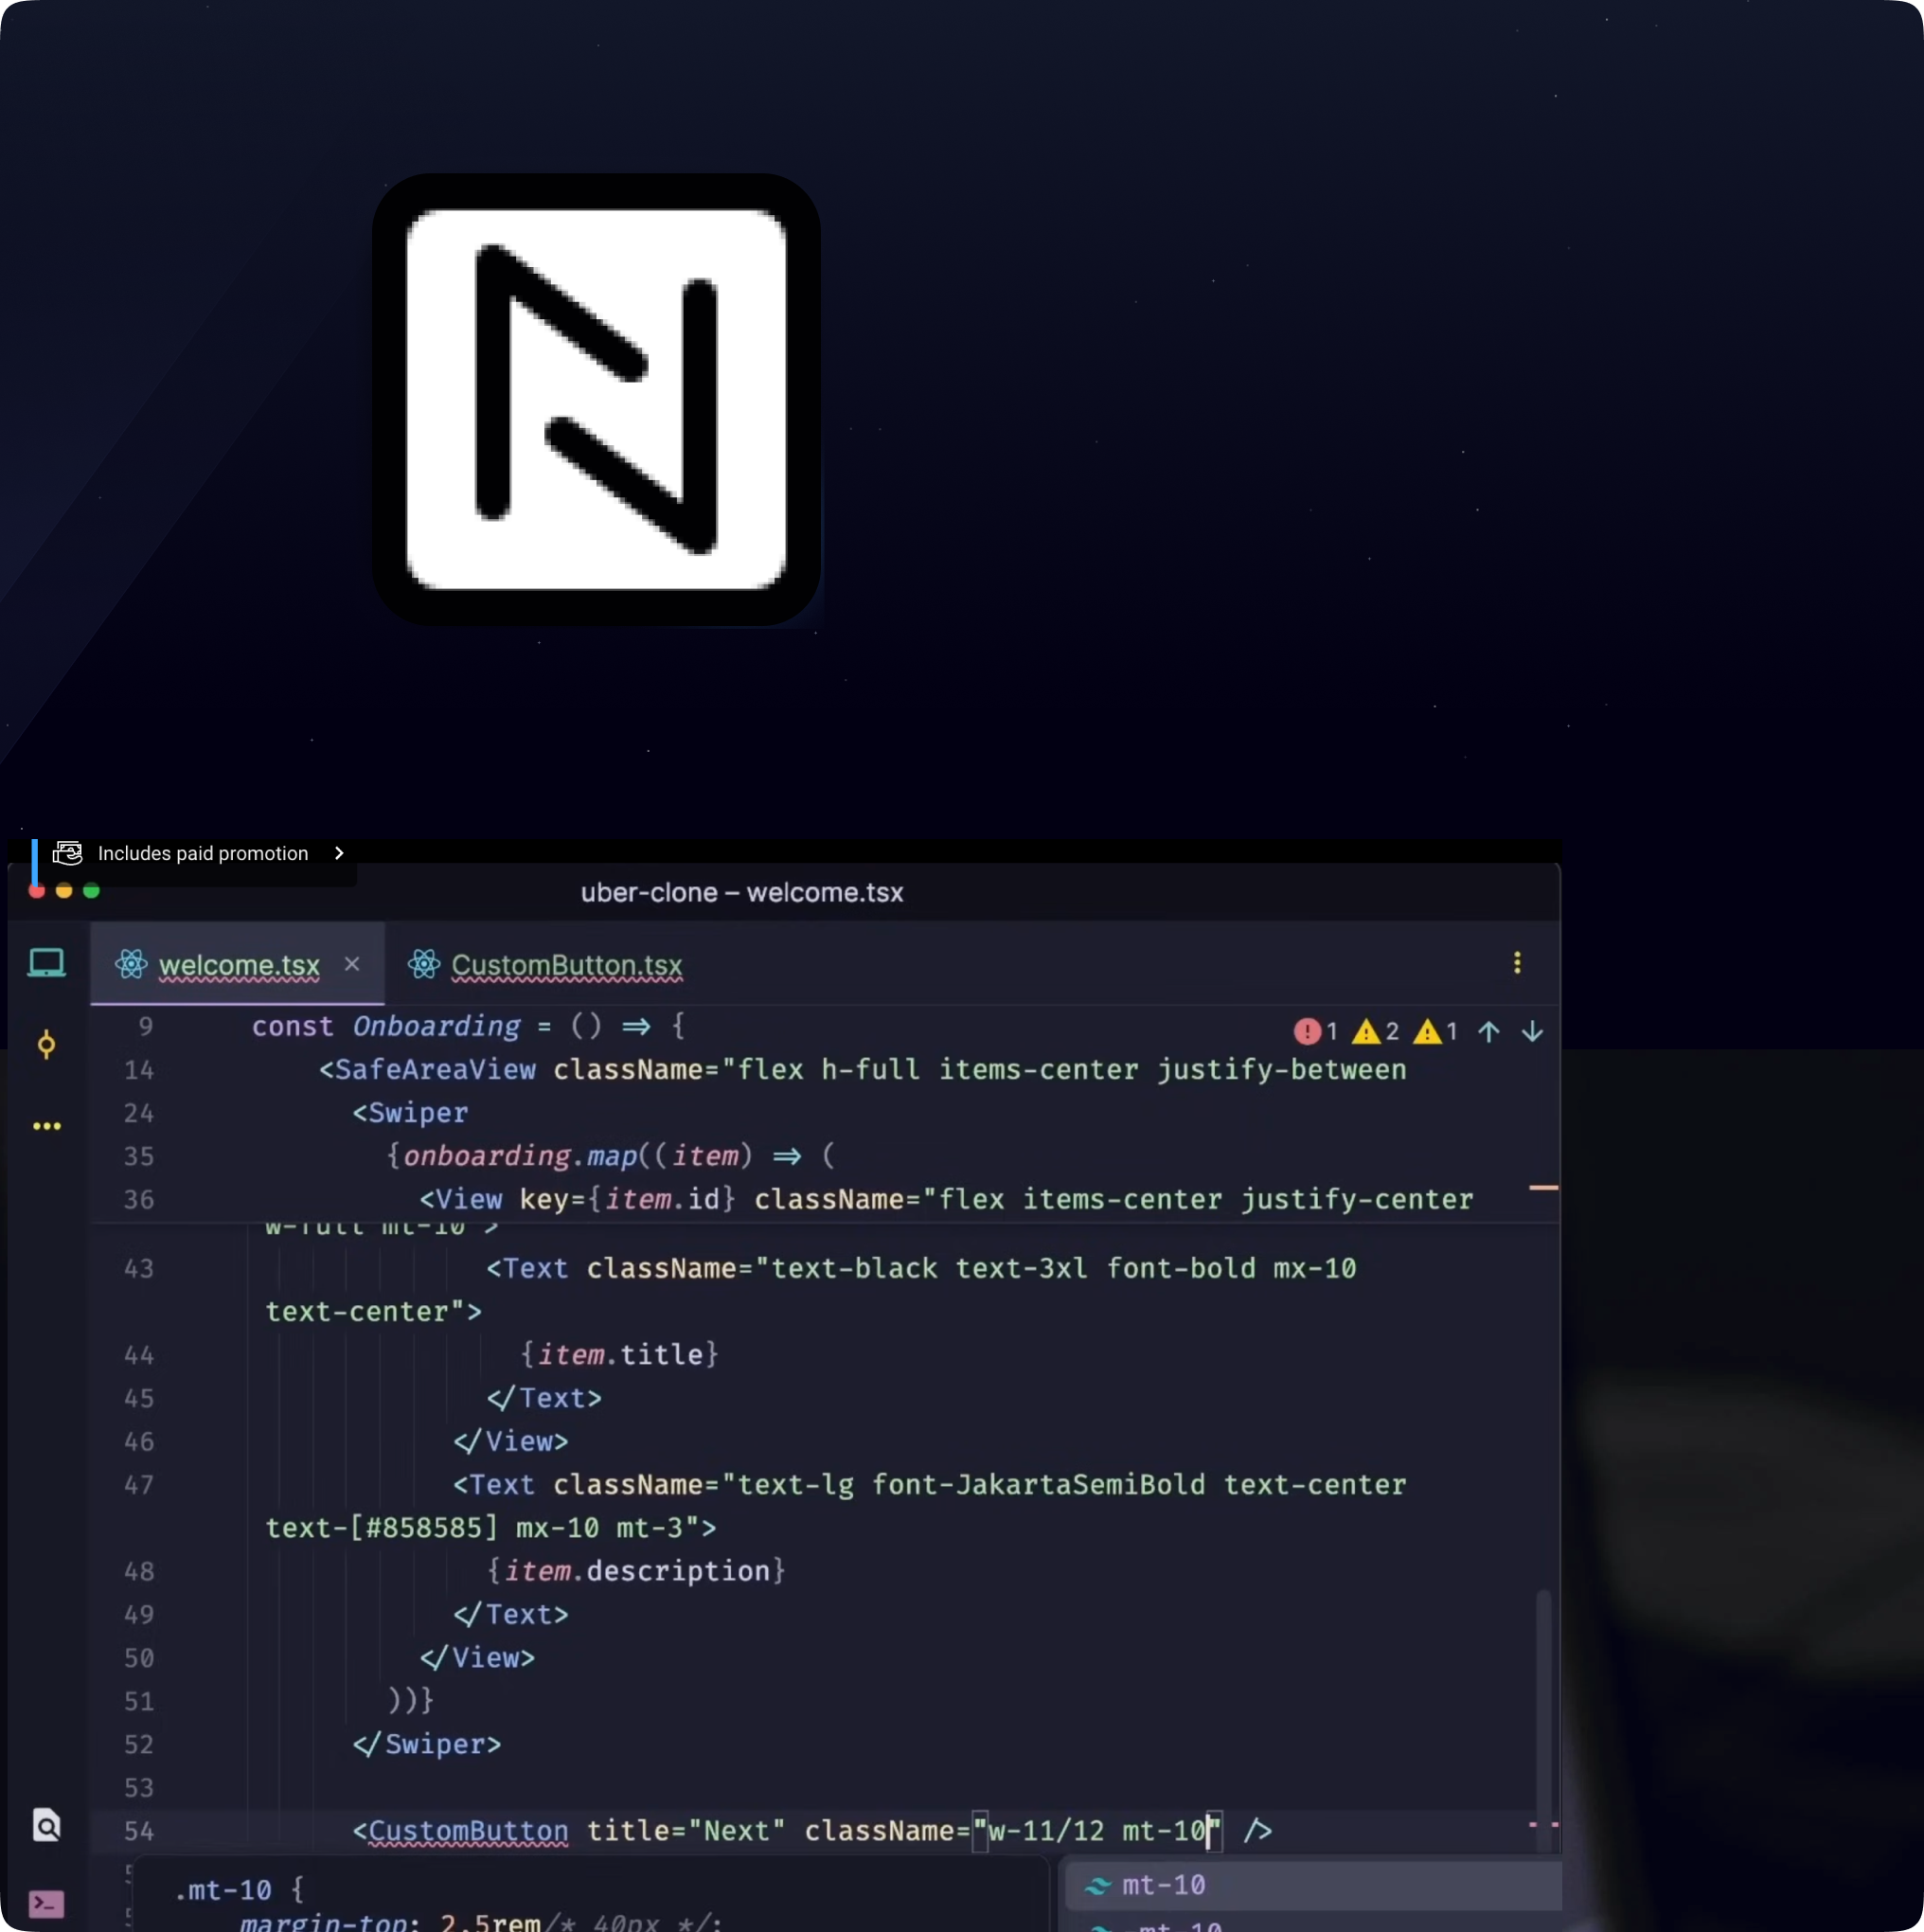 Includes paid promotion
uber-clone – welcome.tsx
welcome.tsx
CustomButton.tsx
9 const Onboarding = () => {
1 2 1
14 <SafeAreaView className="flex h-full items-center justify-between
24 <Swiper
35 {onboarding.map((item) => (
36 <View key={item.id} className="flex items-center justify-center
w-full mt-10">
43 <Text className="text-black text-3xl font-bold mx-10
text-center">
44 {item.title}
45 </Text>
46 </View>
47 <Text className="text-lg font-JakartaSemiBold text-center
text-[#858585] mx-10 mt-3">
48 {item.description}
49 </Text>
50 </View>
51 ))}
52 </Swiper>
53
54 <CustomButton title="Next" className="w-11/12 mt-10" />
.mt-10 {
margin-top: 2.5rem/* 40px */;
mt-10
-mt-10